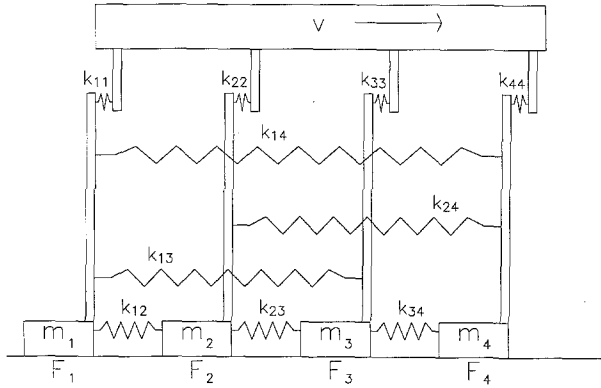 v
k₁₁ k₂₂ k₃₃ k₄₄
k₁₄
k₂₄
k₁₃
k₁₂ k₂₃ k₃₄
m₁ m₂ m₃ m₄
F₁ F₂ F₃ F₄